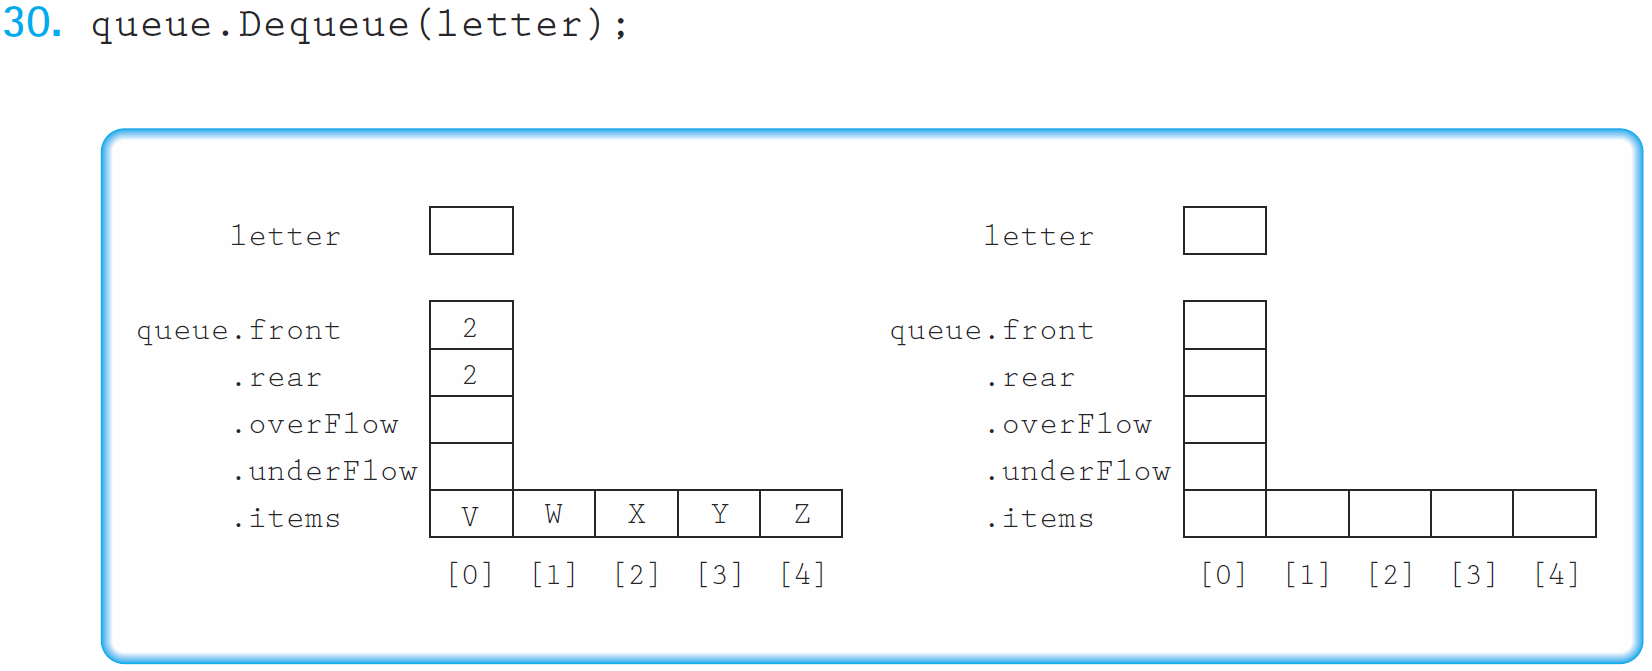 30. queue.Dequeue(letter);
letter letter
queue.front 2 queue.front
.rear 2 .rear
.overFlow .overFlow
.underFlow .underFlow
.items V W X Y Z .items
[0] [1] [2] [3] [4] [0] [1] [2] [3] [4]